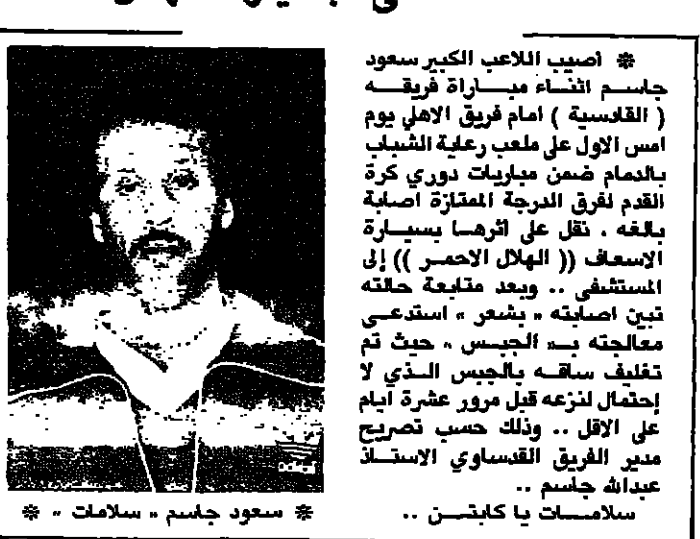 ❊ أصيب اللاعب الكبير سعود
جاسم اثناء مباراة فريقه
( القادسية ) امام فريق الاهلي يوم
امس الاول على ملعب رعاية الشباب
بالدمام ضمن مباريات دوري كرة
القدم لفرق الدرجة الممتازة اصابة
بالغه . نقل على اثرها بسيارة
الاسعاف (( الهلال الاحمر )) إلى
المستشفى .. وبعد متابعة حالته
تبين اصابته « بشعر » استدعى
معالجته بـ« الجبس » حيث تم
تغليف ساقه بالجبس الذي لا
إحتمال لنزعه قبل مرور عشرة ايام
على الاقل .. وذلك حسب تصريح
مدير الفريق القدساوي الاستاذ
عبدالله جاسم ..
سلامات يا كابتن ..
❊ سعود جاسم « سلامات » ❊